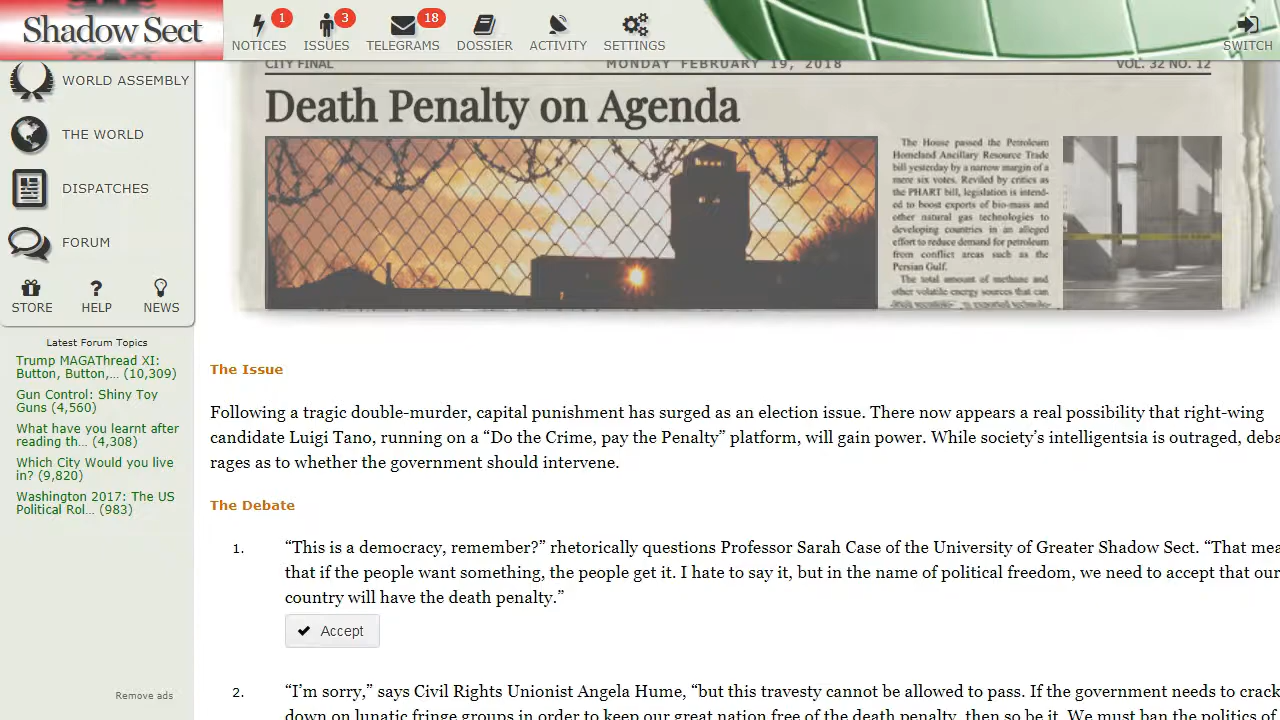 Shadow Sect
1
3
18
NOTICES
ISSUES
TELEGRAMS
DOSSIER
ACTIVITY
SETTINGS
SWITCH
WORLD ASSEMBLY
THE WORLD
DISPATCHES
FORUM
STORE
HELP
NEWS
Latest Forum Topics
Trump MAGAThread XI:
Button, Button,... (10,309)
Gun Control: Shiny Toy
Guns (4,560)
What have you learnt after
reading th... (4,308)
Which City Would you live
in? (9,820)
Washington 2017: The US
Political Rol... (983)
Remove ads
CITY FINAL
MONDAY FEBRUARY 19, 2018
VOL. 32 NO. 12
Death Penalty on Agenda
The House passed the Petroleum
Homeland Ancillary Resource Trade
bill yesterday by a narrow margin of a
mere six votes. Reviled by critics as
the PHART bill, legislation is intend-
ed to boost exports of bio-mass and
other natural gas technologies to
developing countries in an alleged
effort to reduce demand for petroleum
from conflict areas such as the
Persian Gulf.
The total amount of methane and
other volatile energy sources that can
The Issue
Following a tragic double-murder, capital punishment has surged as an election issue. There now appears a real possibility that right-wing
candidate Luigi Tano, running on a “Do the Crime, pay the Penalty” platform, will gain power. While society’s intelligentsia is outraged, deba
rages as to whether the government should intervene.
The Debate
1.
“This is a democracy, remember?” rhetorically questions Professor Sarah Case of the University of Greater Shadow Sect. “That mea
that if the people want something, the people get it. I hate to say it, but in the name of political freedom, we need to accept that our
country will have the death penalty.”
Accept
2.
“I’m sorry,” says Civil Rights Unionist Angela Hume, “but this travesty cannot be allowed to pass. If the government needs to crack
down on lunatic fringe groups in order to keep our great nation free of the death penalty, then so be it. We must ban the politics of